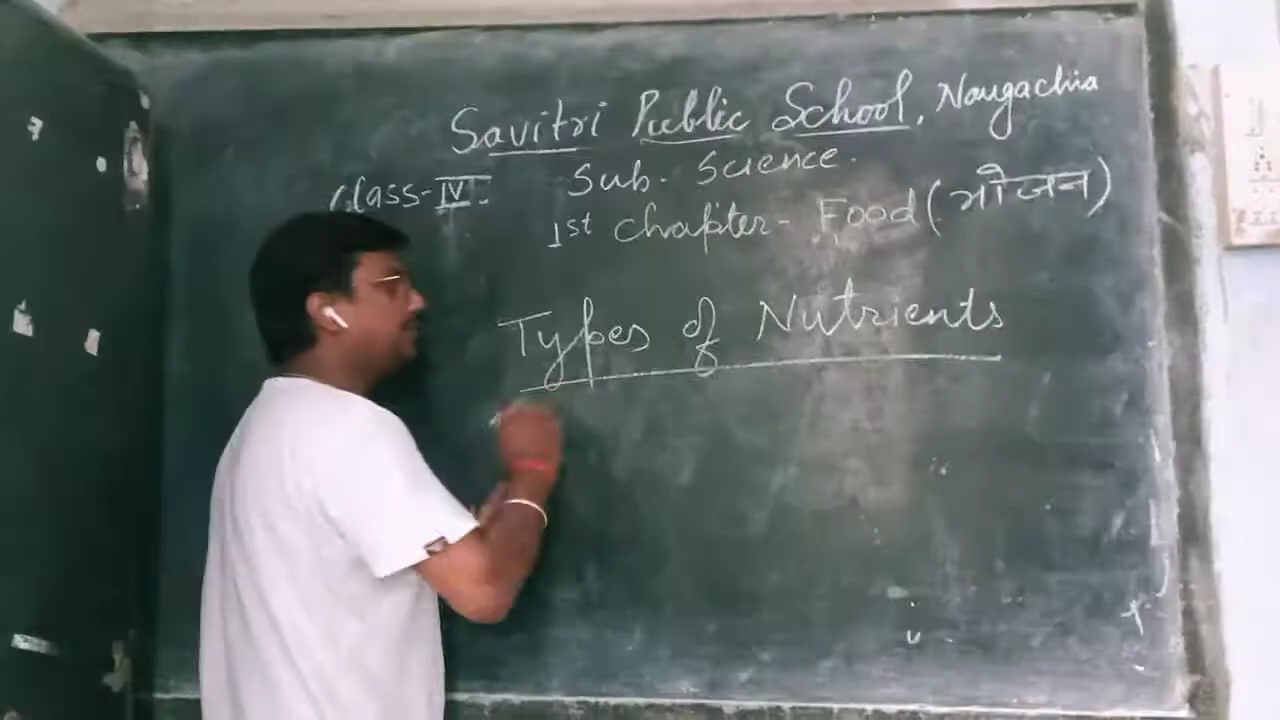 Savitri Public School, Naugachia
Class-IV. Sub. Science.
1st Chapter- Food (भोजन)
Types of Nutrients